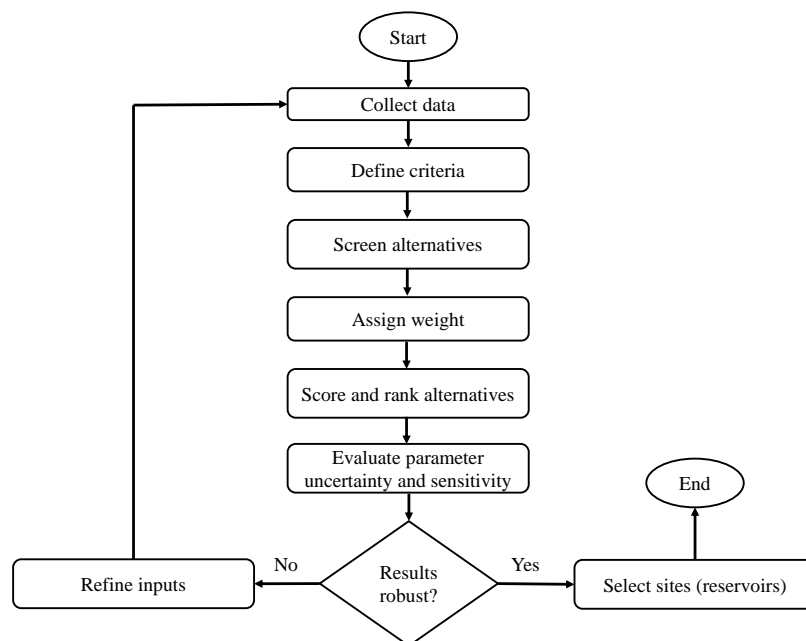 Start
Collect data
Define criteria
Screen alternatives
Assign weight
Score and rank alternatives
Evaluate parameter
uncertainty and sensitivity
End
No
Results
robust?
Yes
Refine inputs
Select sites (reservoirs)